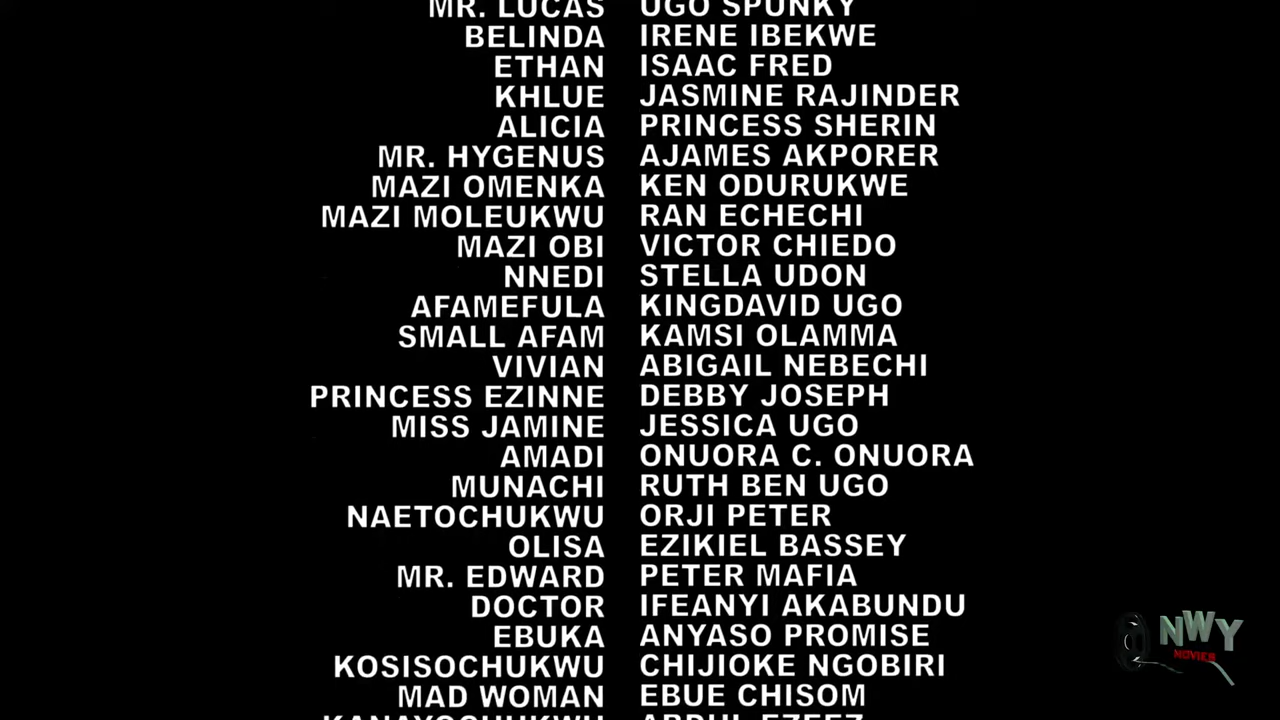 MR. LUCAS UGO SPUNKY
BELINDA IRENE IBEKWE
ETHAN ISAAC FRED
KHLUE JASMINE RAJINDER
ALICIA PRINCESS SHERIN
MR. HYGENUS AJAMES AKPORER
MAZI OMENKA KEN ODURUKWE
MAZI MOLEUKWU RAN ECHECHI
MAZI OBI VICTOR CHIEDO
NNEDI STELLA UDON
AFAMEFULA KINGDAVID UGO
SMALL AFAM KAMSI OLAMMA
VIVIAN ABIGAIL NEBECHI
PRINCESS EZINNE DEBBY JOSEPH
MISS JAMINE JESSICA UGO
AMADI ONUORA C. ONUORA
MUNACHI RUTH BEN UGO
NAETOCHUKWU ORJI PETER
OLISA EZIKIEL BASSEY
MR. EDWARD PETER MAFIA
DOCTOR IFEANYI AKABUNDU
EBUKA ANYASO PROMISE
KOSISOCHUKWU CHIJIOKE NGOBIRI
MAD WOMAN EBUE CHISOM
KANAYOCHUKWU ABDUL
NWY
MOVIES